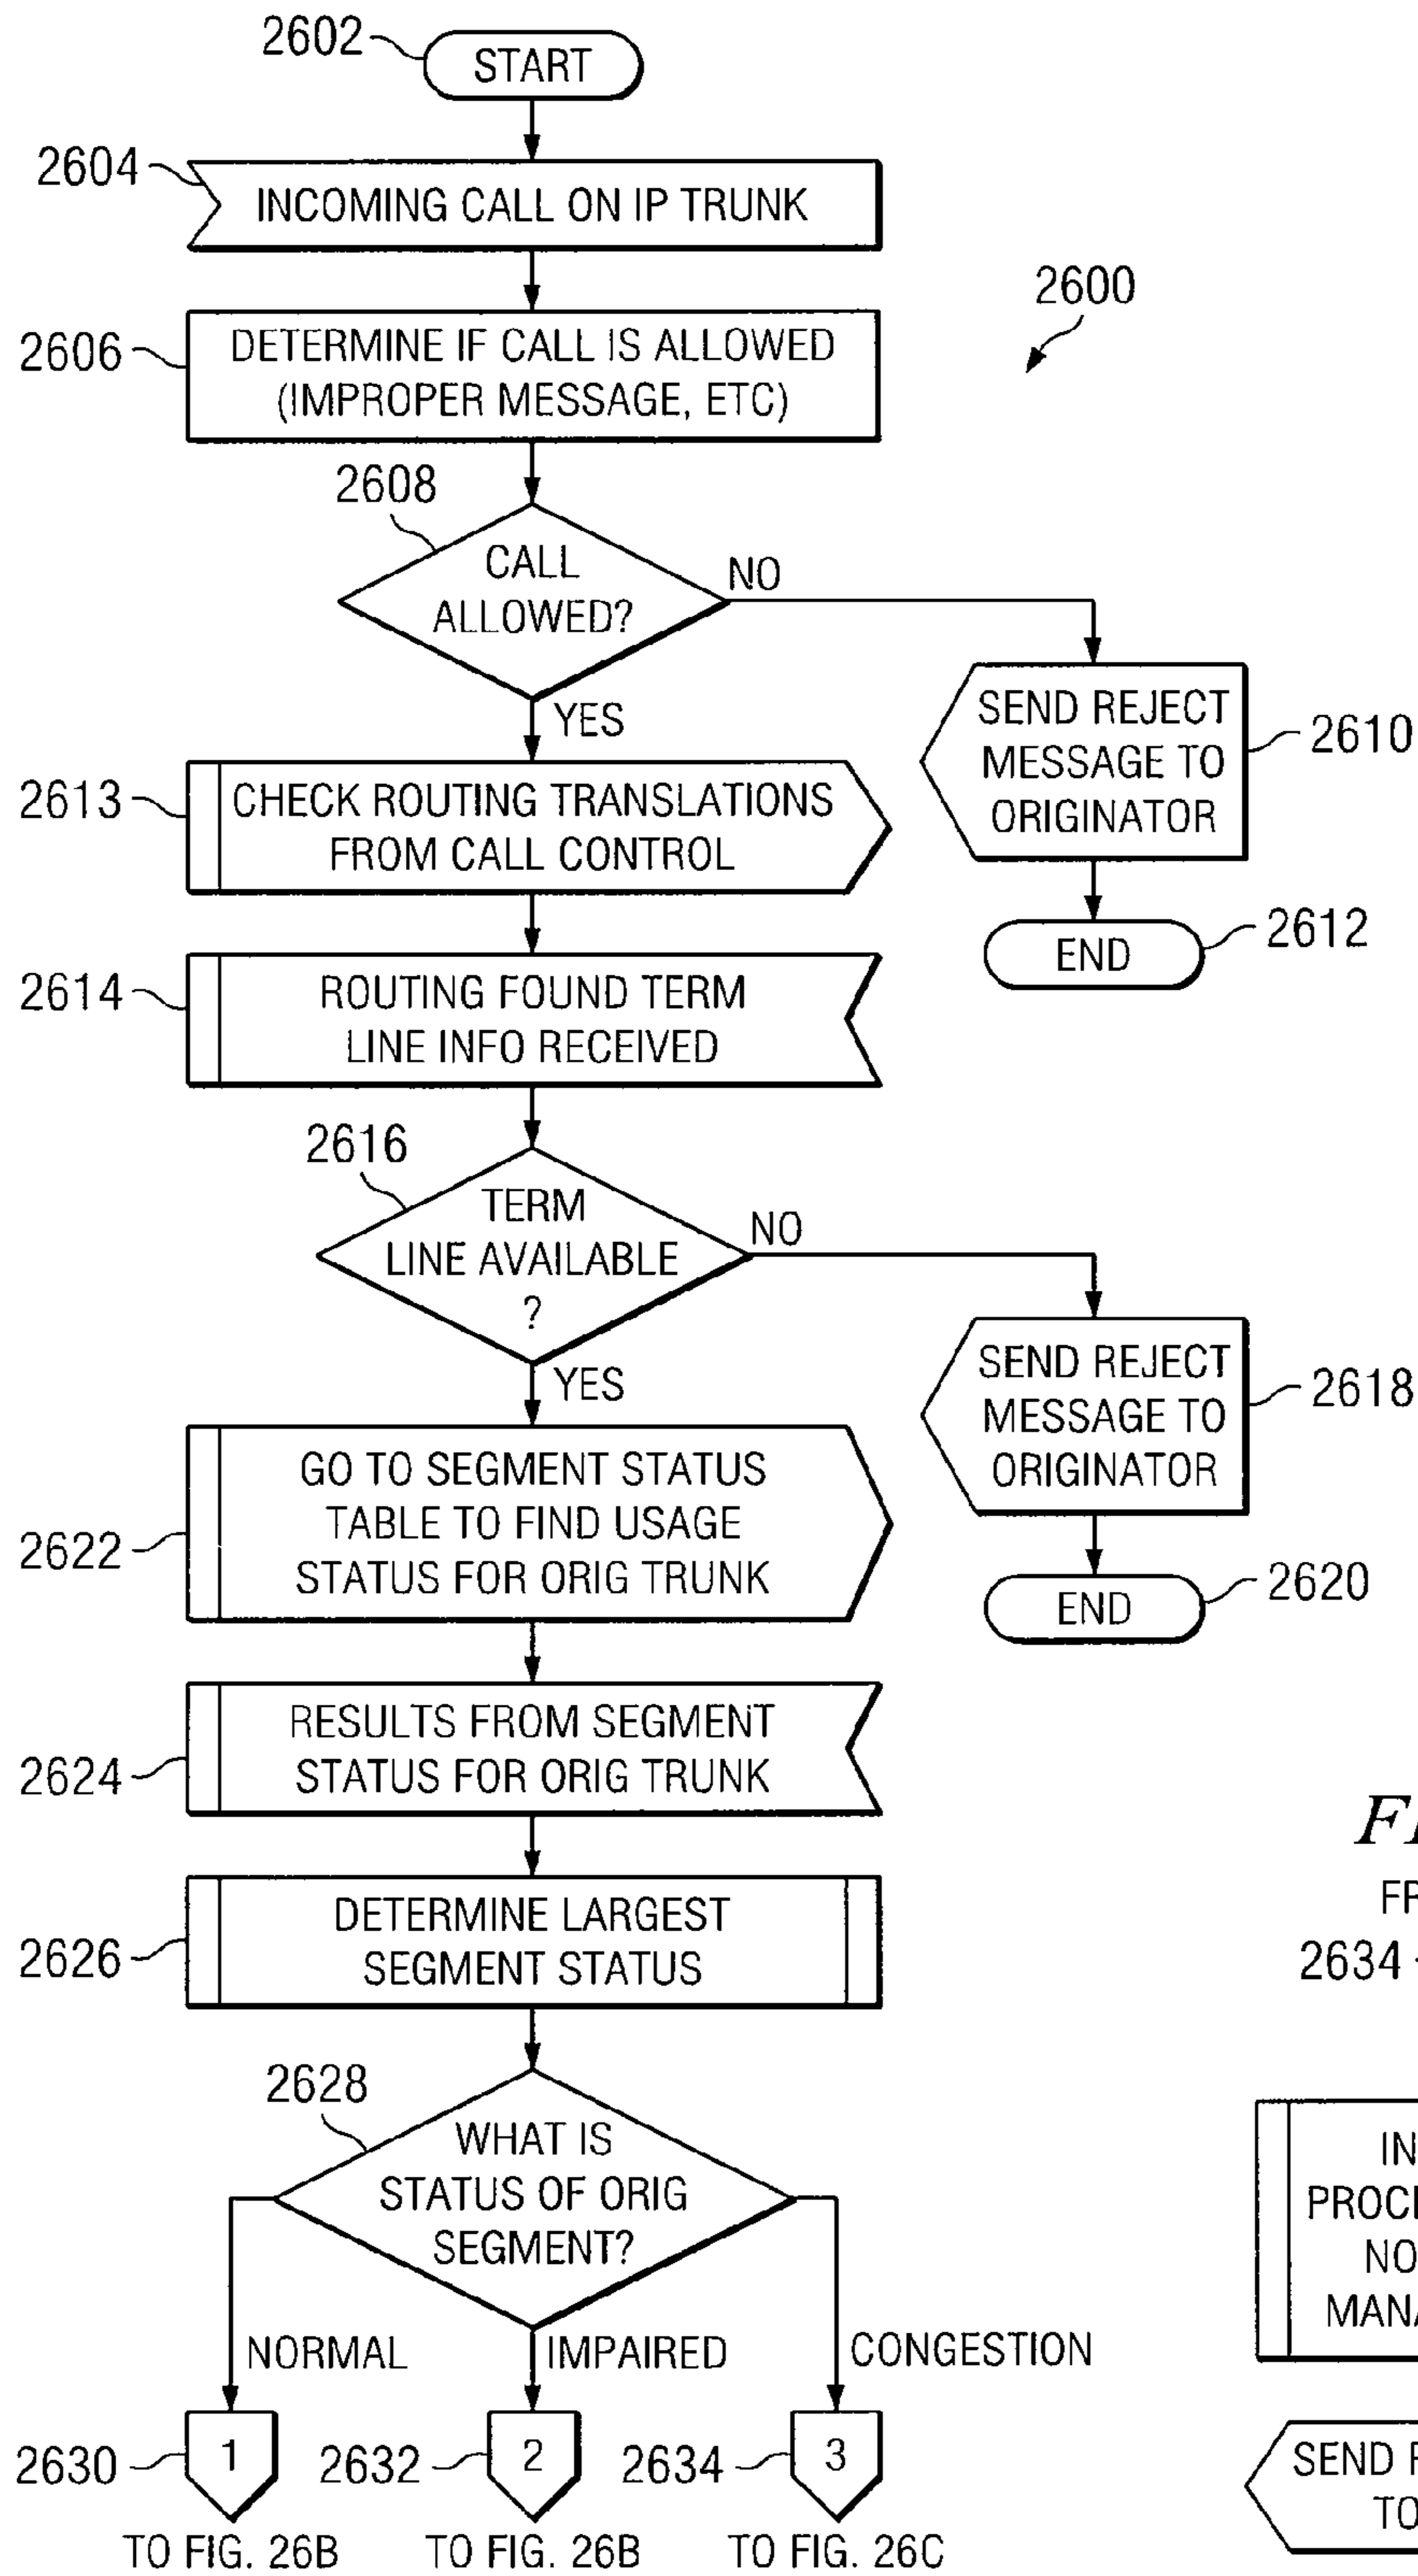 2602
START
2604
INCOMING CALL ON IP TRUNK
2600
2606
DETERMINE IF CALL IS ALLOWED
(IMPROPER MESSAGE, ETC)
2608
CALL
ALLOWED?
NO
YES
SEND REJECT
MESSAGE TO
ORIGINATOR
2610
END
2612
2613
CHECK ROUTING TRANSLATIONS
FROM CALL CONTROL
2614
ROUTING FOUND TERM
LINE INFO RECEIVED
2616
TERM
LINE AVAILABLE
?
NO
YES
SEND REJECT
MESSAGE TO
ORIGINATOR
2618
END
2620
2622
GO TO SEGMENT STATUS
TABLE TO FIND USAGE
STATUS FOR ORIG TRUNK
2624
RESULTS FROM SEGMENT
STATUS FOR ORIG TRUNK
2626
DETERMINE LARGEST
SEGMENT STATUS
2628
WHAT IS
STATUS OF ORIG
SEGMENT?
NORMAL
IMPAIRED
CONGESTION
2630
1
2632
2
2634
3
TO FIG. 26B
TO FIG. 26B
TO FIG. 26C
2634
SEND
TO